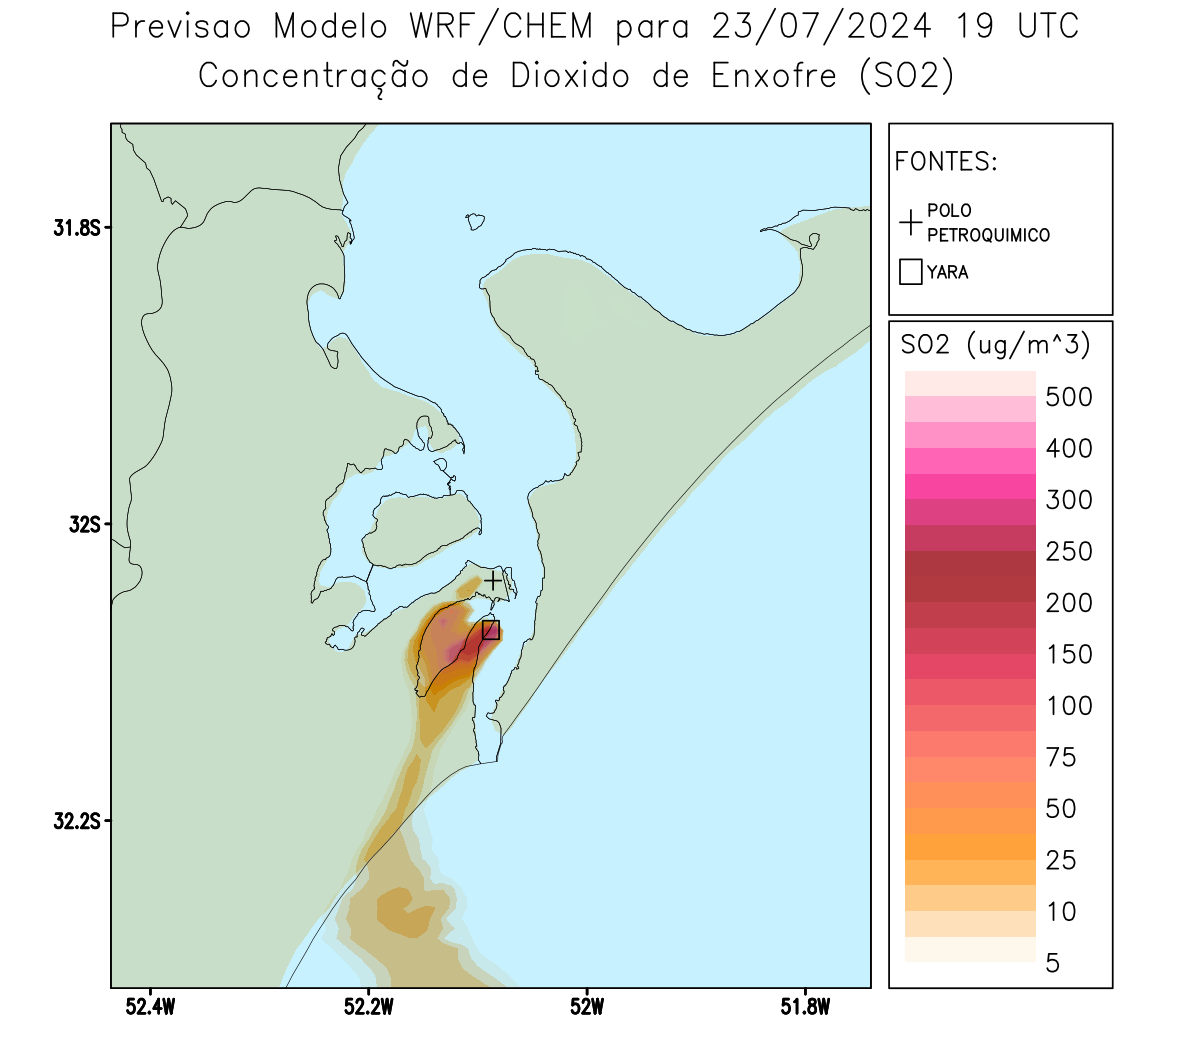 Previsao Modelo WRF/CHEM para 23/07/2024 19 UTC
Concentração de Dioxido de Enxofre (SO2)
FONTES:
POLO
PETROQUIMICO
YARA
SO2 (ug/m^3)
500
400
300
250
200
150
100
75
50
25
10
5
31.8S
32S
32.2S
52.4W
52.2W
52W
51.8W